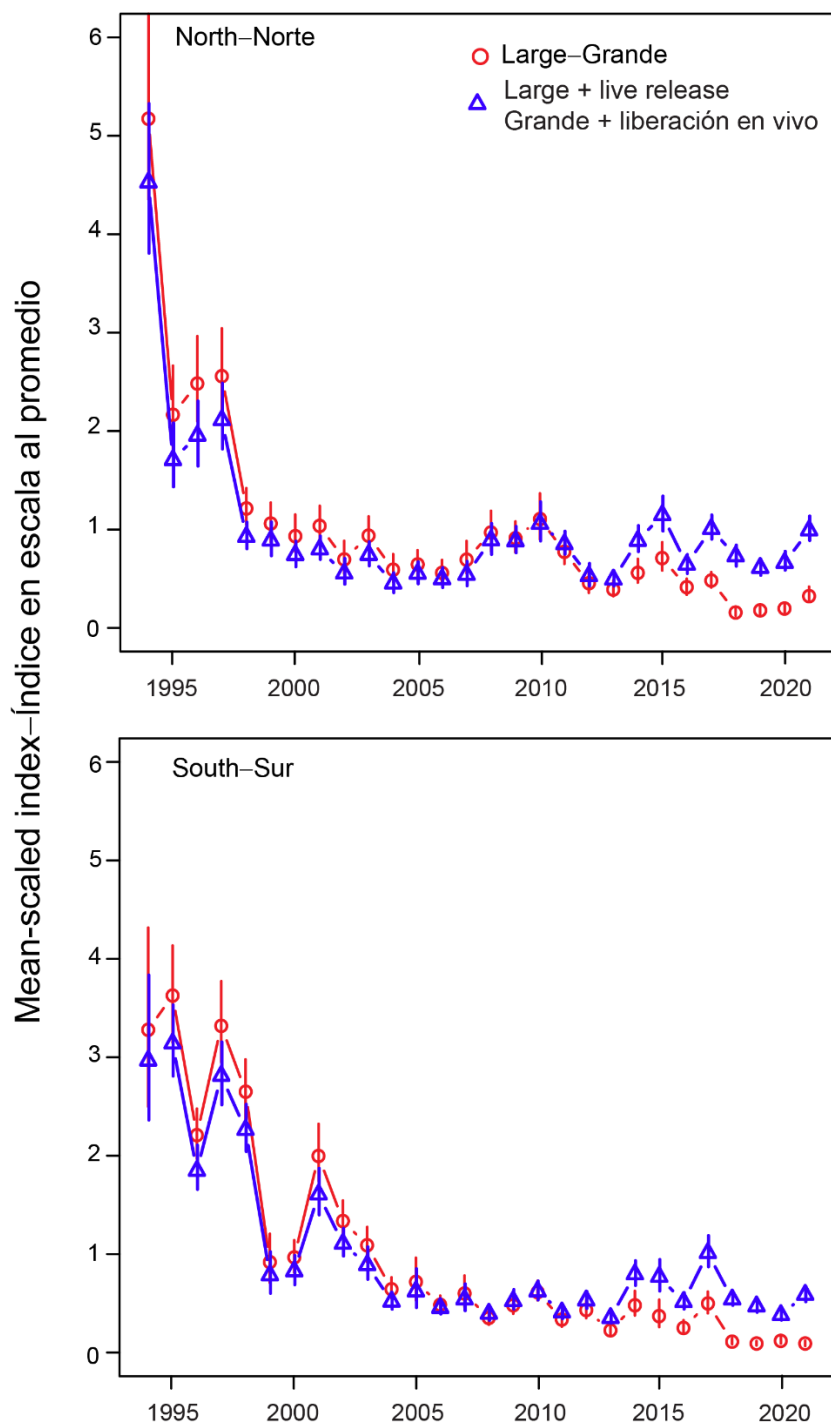 Mean-scaled index–Índice en escala al promedio
North–Norte
Large–Grande
Large + live release
Grande + liberación en vivo
6
5
4
3
2
1
0
1995 2000 2005 2010 2015 2020
South–Sur
6
5
4
3
2
1
0
1995 2000 2005 2010 2015 2020